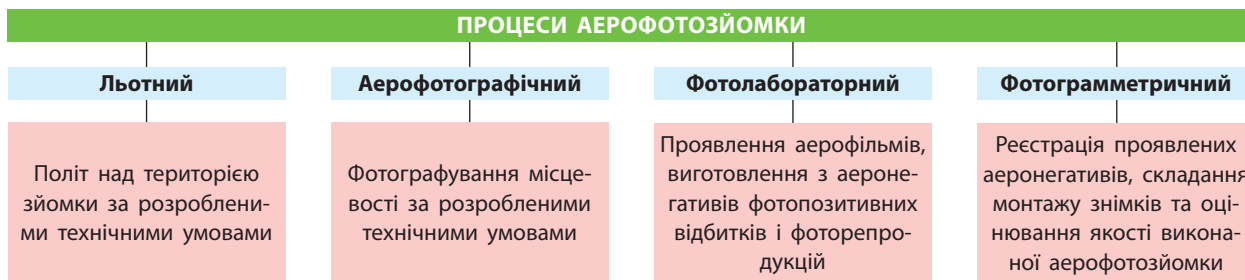 ПРОЦЕСИ АЕРОФОТОЗЙОМКИ
Льотний
Політ над територією
зйомки за розроблени-
ми технічними умовами
Аерофотографічний
Фотографування місце-
вості за розробленими
технічними умовами
Фотолабораторний
Проявлення аерофільмів,
виготовлення з аероне-
гативів фотопозитивних
відбитків і фоторепро-
дукцій
Фотограмметричний
Реєстрація проявлених
аеронегативів, складання
монтажу знімків та оці-
нювання якості викона-
ної аерофотозйомки